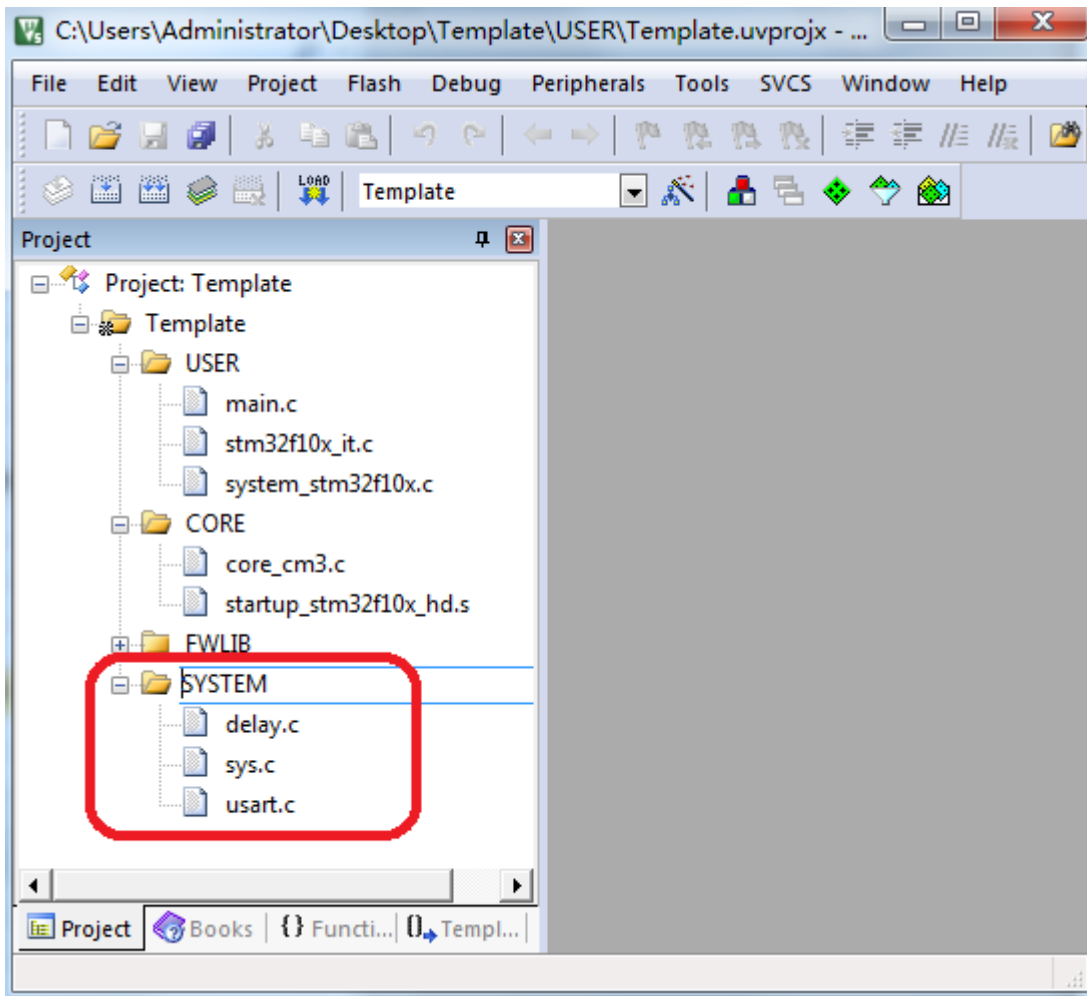 C:\Users\Administrator\Desktop\Template\USER\Template.uvprojx - ...
File Edit View Project Flash Debug Peripherals Tools SVCS Window Help
LOAD Template
Project
Project: Template
Template
USER
main.c
stm32f10x_it.c
system_stm32f10x.c
CORE
core_cm3.c
startup_stm32f10x_hd.s
FWLIB
SYSTEM
delay.c
sys.c
usart.c
Project Books {} Functi... Templ...